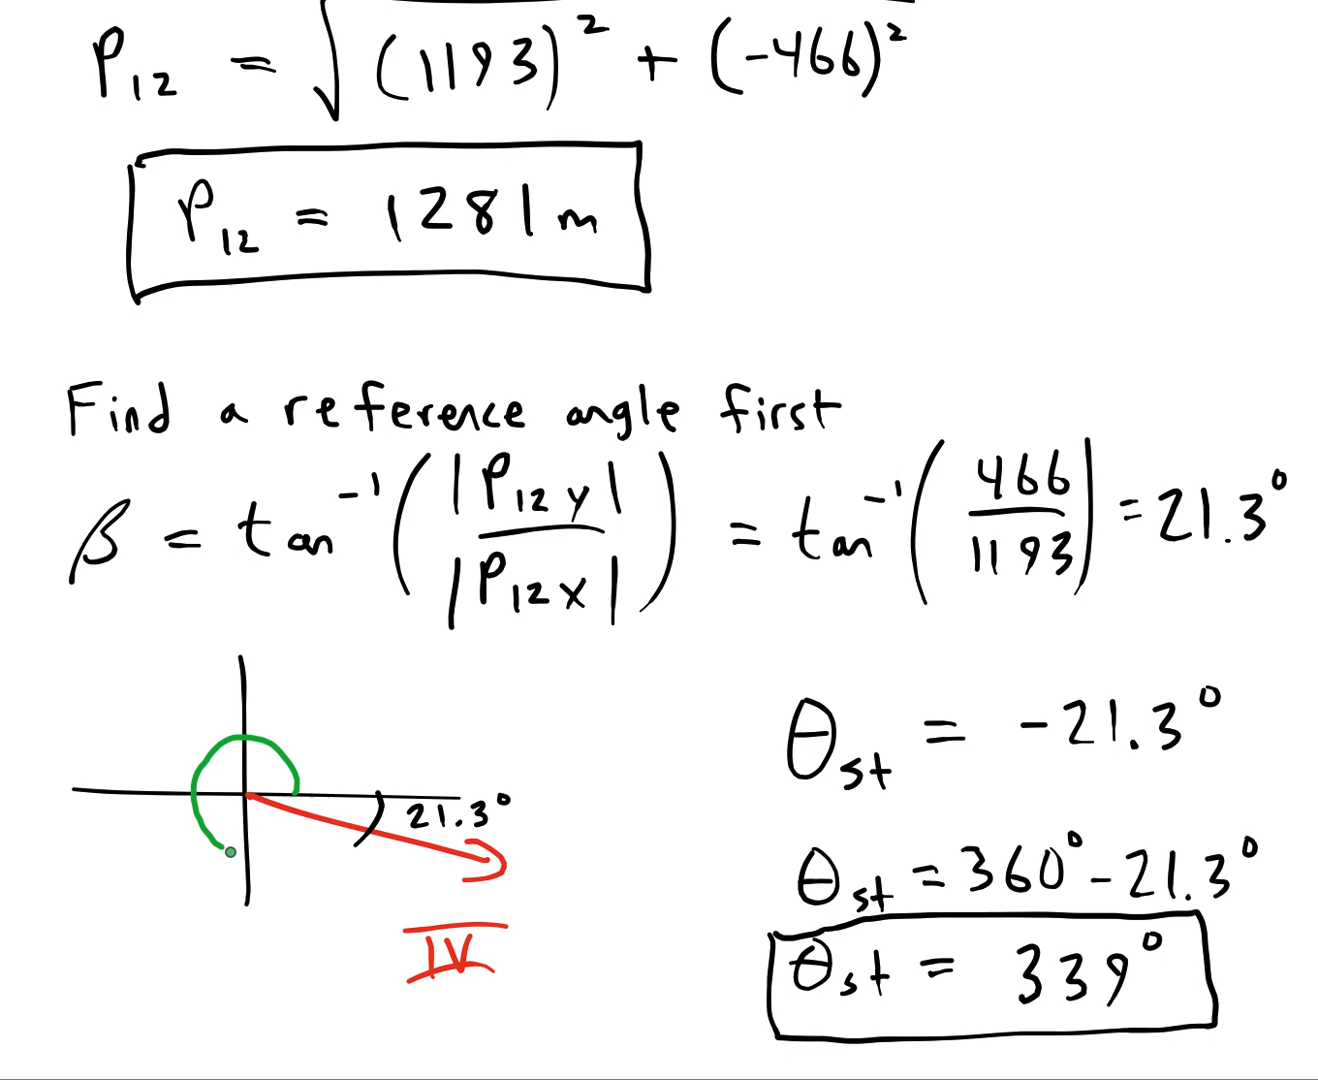 P₁₂ = √(1193)² + (-466)²
P₁₂ = 1281 m
Find a reference angle first
β = tan⁻¹(|P₁₂y| / |P₁₂x|) = tan⁻¹(466 / 1193) = 21.3°
θst = -21.3°
21.3°
θst = 360° - 21.3°
IV
θst = 339°